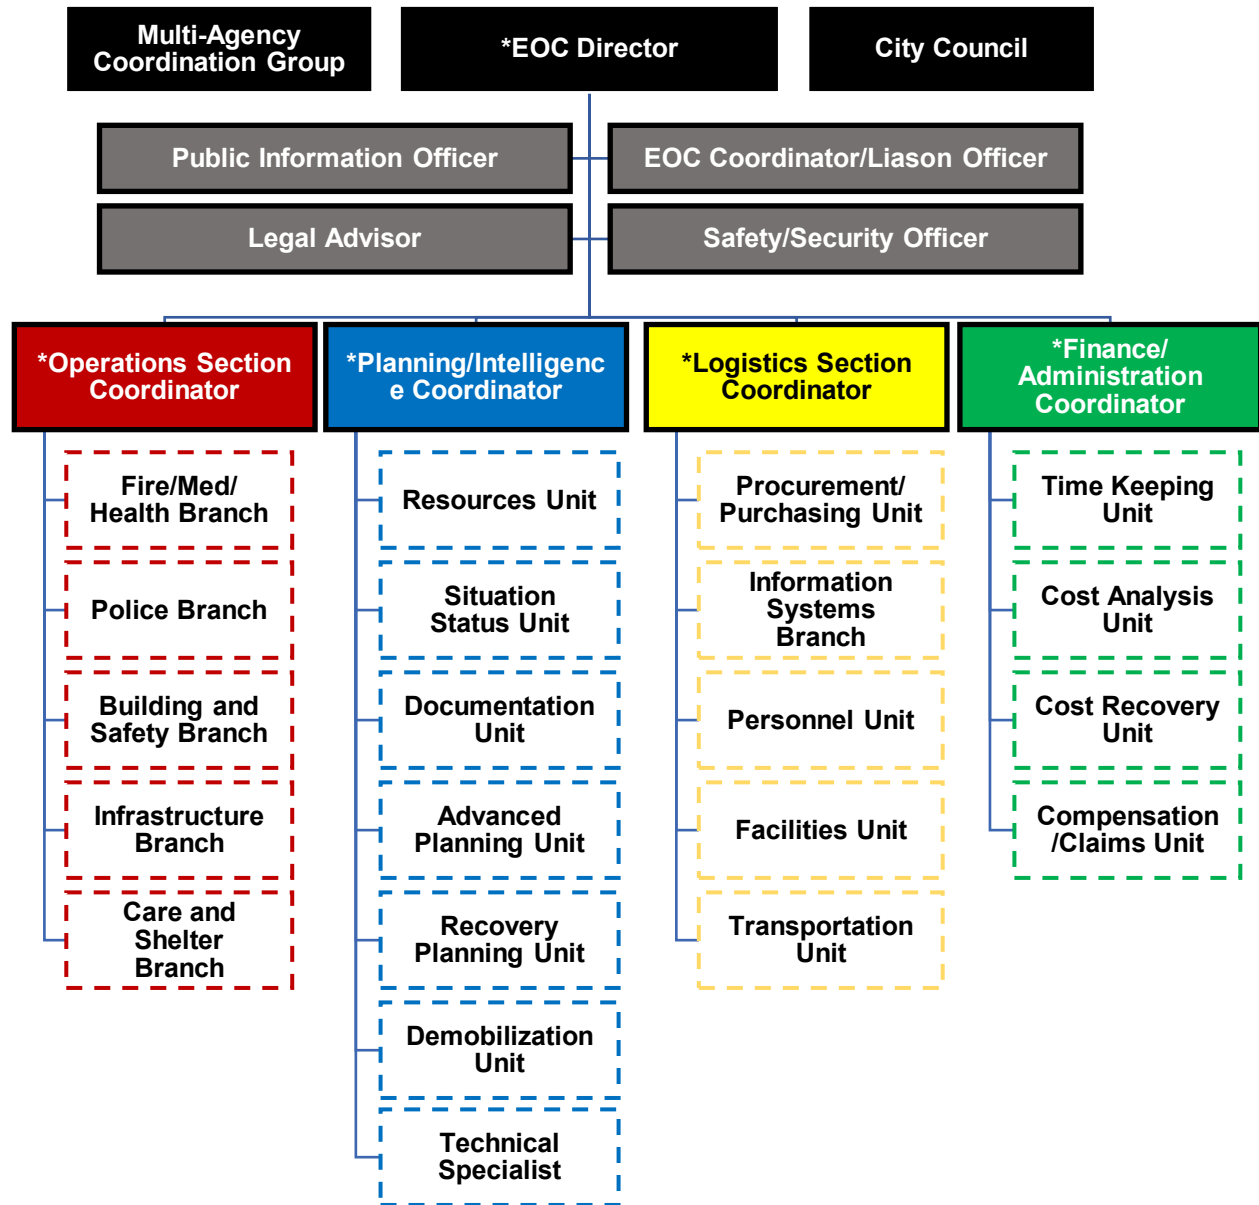 Multi-Agency
Coordination Group
*EOC Director
City Council
Public Information Officer
EOC Coordinator/Liason Officer
Legal Advisor
Safety/Security Officer
*Operations Section
Coordinator
*Planning/Intelligenc
e Coordinator
*Logistics Section
Coordinator
*Finance/
Administration
Coordinator
Fire/Med/
Health Branch
Police Branch
Building and
Safety Branch
Infrastructure
Branch
Care and
Shelter
Branch
Resources Unit
Situation
Status Unit
Documentation
Unit
Advanced
Planning Unit
Recovery
Planning Unit
Demobilization
Unit
Technical
Specialist
Procurement/
Purchasing Unit
Information
Systems
Branch
Personnel Unit
Facilities Unit
Transportation
Unit
Time Keeping
Unit
Cost Analysis
Unit
Cost Recovery
Unit
Compensation
/Claims Unit